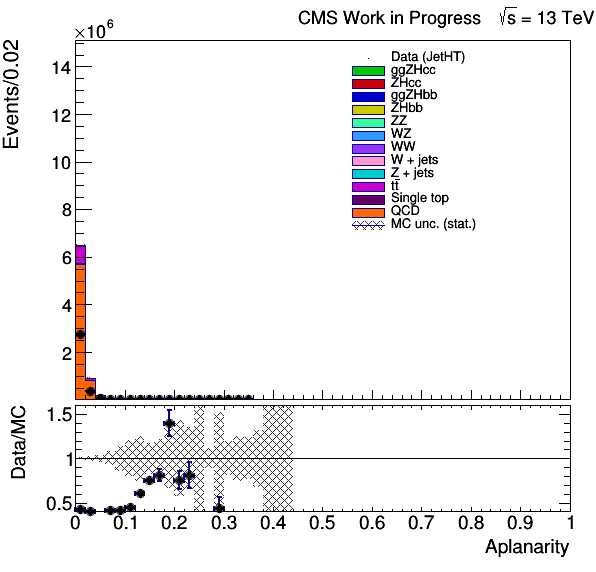 CMS Work in Progress √s = 13 TeV
×10⁶
Events/0.02
14
12
10
8
6
4
2
Data (JetHT)
ggZHcc
ZHcc
ggZHbb
ZHbb
ZZ
WZ
WW
W + jets
Z + jets
tt̄
Single top
QCD
MC unc. (stat.)
Data/MC
1.5
1
0.5
0 0.1 0.2 0.3 0.4 0.5 0.6 0.7 0.8 0.9 1
Aplanarity